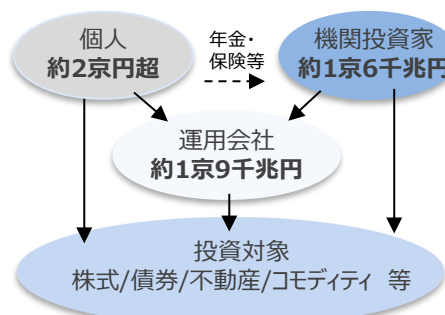 個人
約2京円超
年金・
保険等
機関投資家
約1京6千兆円
運用会社
約1京9千兆円
投資対象
株式/債券/不動産/コモディティ 等